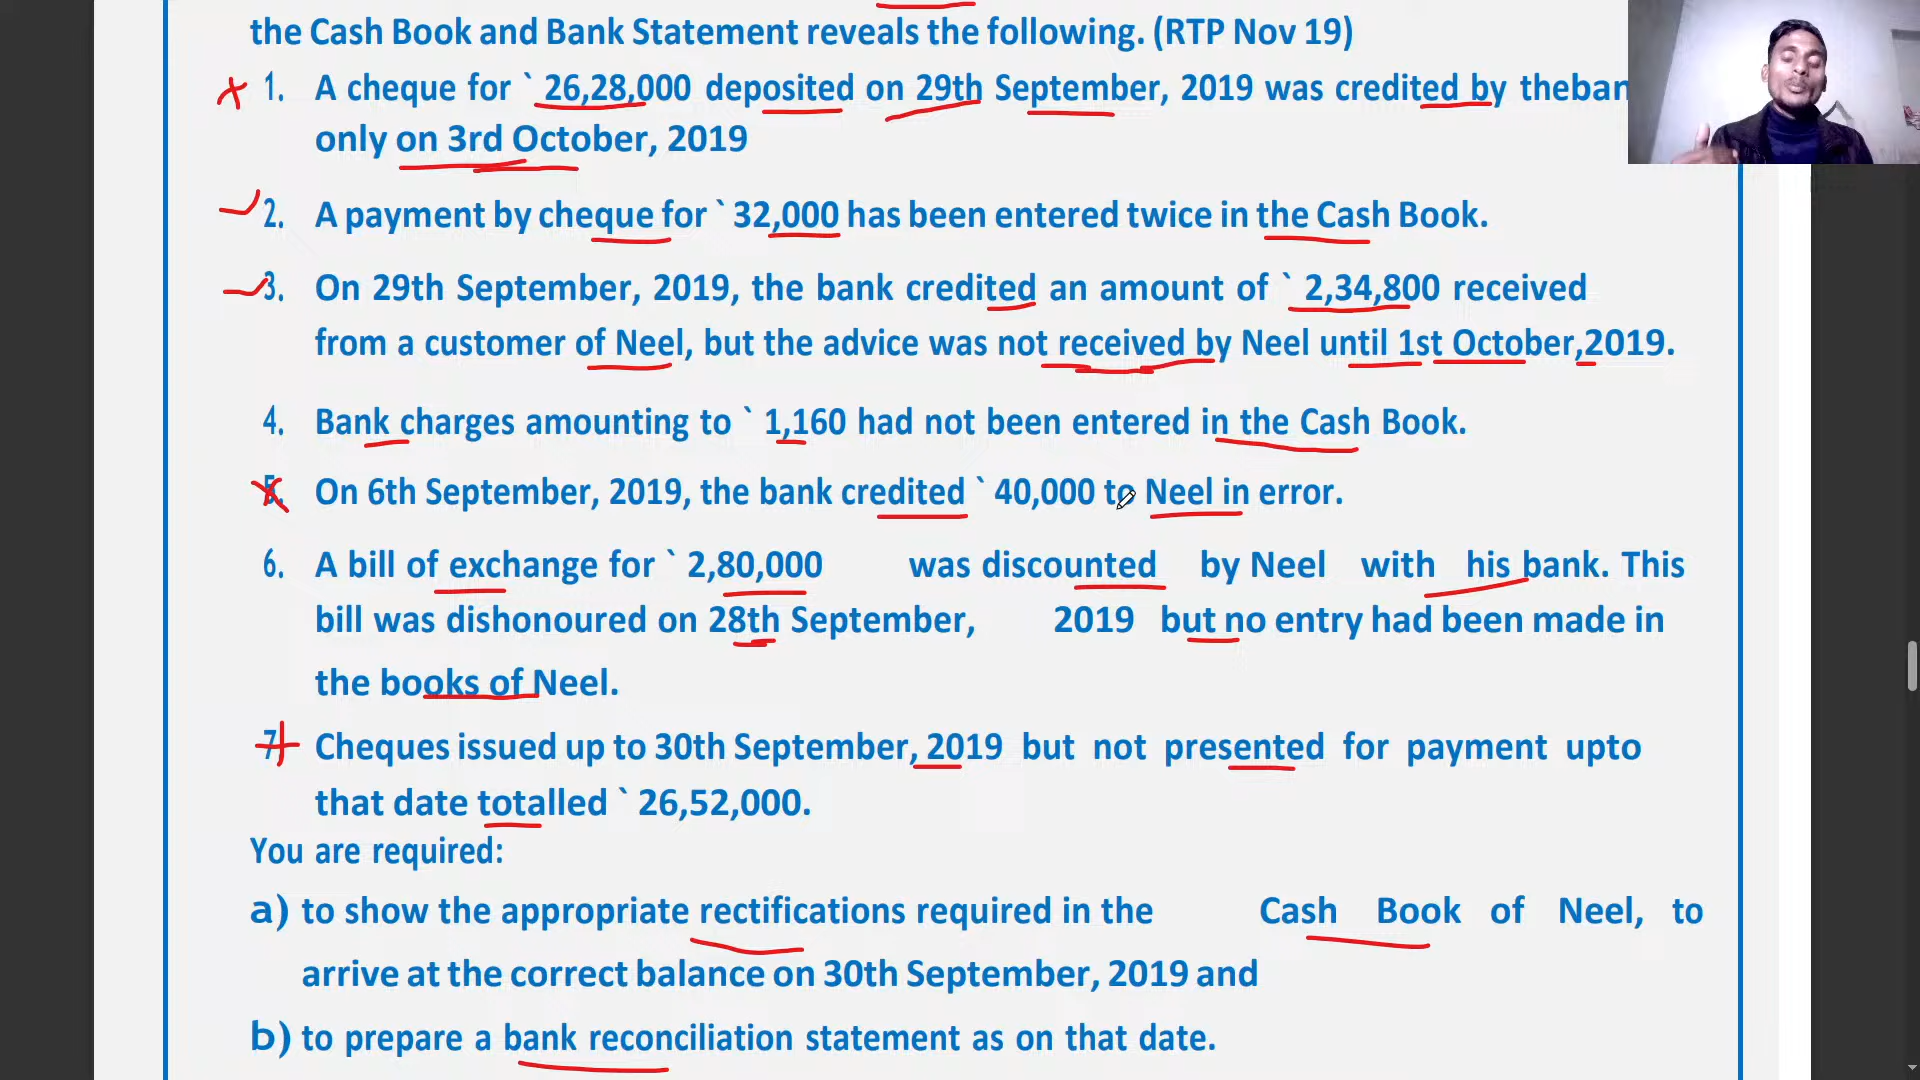 the Cash Book and Bank Statement reveals the following. (RTP Nov 19)
1. A cheque for ` 26,28,000 deposited on 29th September, 2019 was credited by theban
only on 3rd October, 2019
2. A payment by cheque for ` 32,000 has been entered twice in the Cash Book.
3. On 29th September, 2019, the bank credited an amount of ` 2,34,800 received
from a customer of Neel, but the advice was not received by Neel until 1st October,2019.
4. Bank charges amounting to ` 1,160 had not been entered in the Cash Book.
5. On 6th September, 2019, the bank credited ` 40,000 to Neel in error.
6. A bill of exchange for ` 2,80,000 was discounted by Neel with his bank. This
bill was dishonoured on 28th September, 2019 but no entry had been made in
the books of Neel.
7. Cheques issued up to 30th September, 2019 but not presented for payment upto
that date totalled ` 26,52,000.
You are required:
a) to show the appropriate rectifications required in the Cash Book of Neel, to
arrive at the correct balance on 30th September, 2019 and
b) to prepare a bank reconciliation statement as on that date.